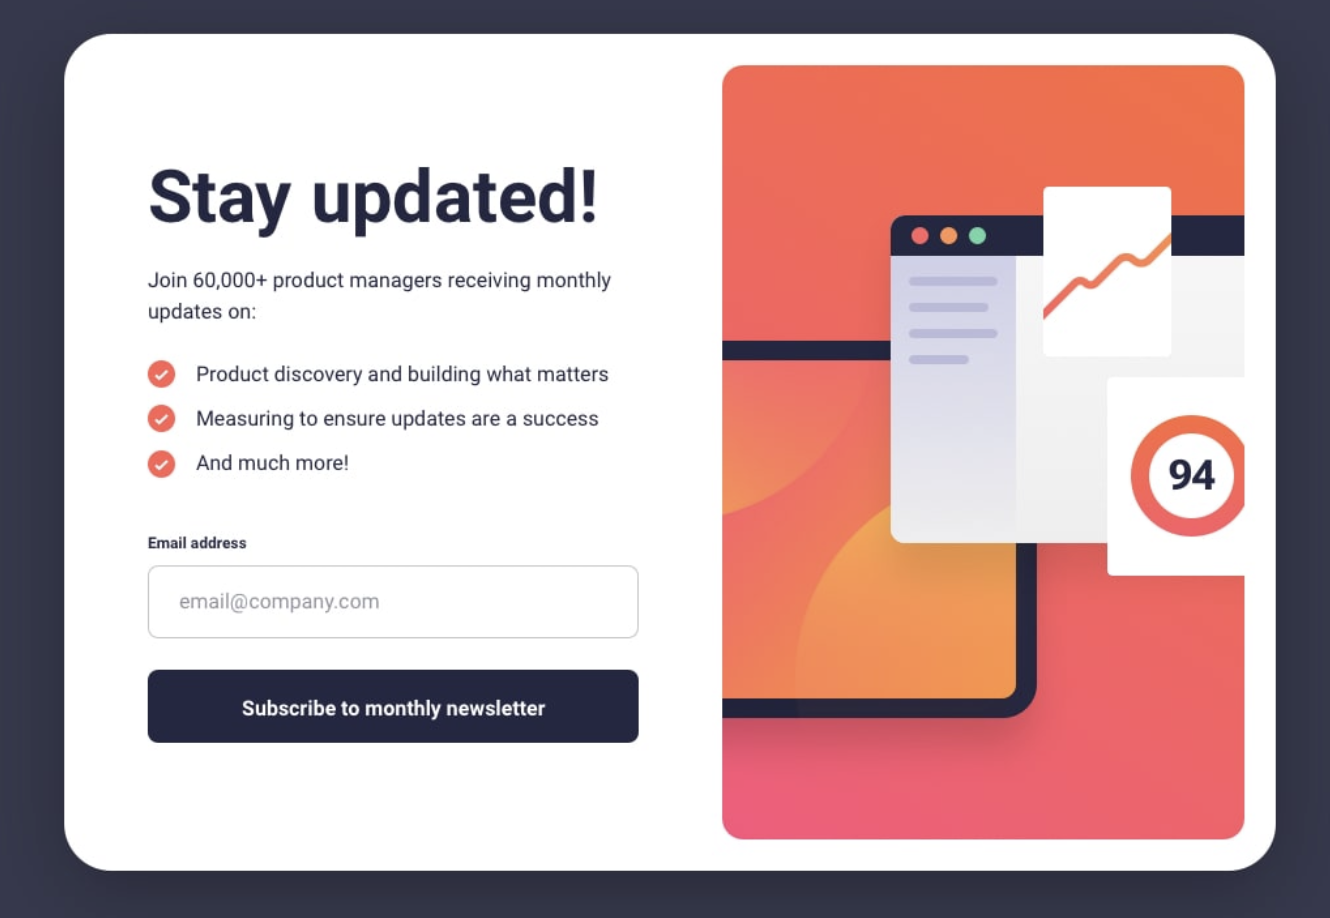 Stay updated!
Join 60,000+ product managers receiving monthly
updates on:
Product discovery and building what matters
Measuring to ensure updates are a success
And much more!
Email address
email@company.com
Subscribe to monthly newsletter
94